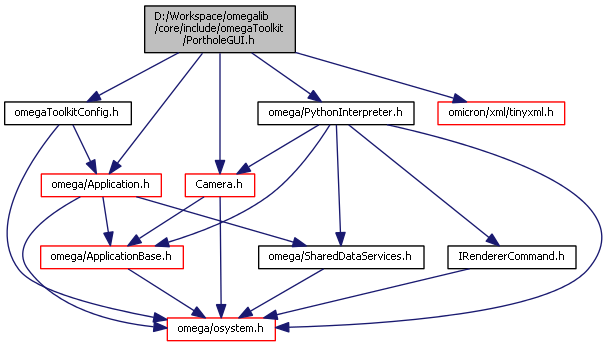 D:/Workspace/omegalib
/core/include/omegaToolkit
/PortholeGUI.h
omegaToolkitConfig.h
omega/PythonInterpreter.h
omicron/xml/tinyxml.h
omega/Application.h
Camera.h
omega/ApplicationBase.h
omega/SharedDataServices.h
IRendererCommand.h
omega/osystem.h